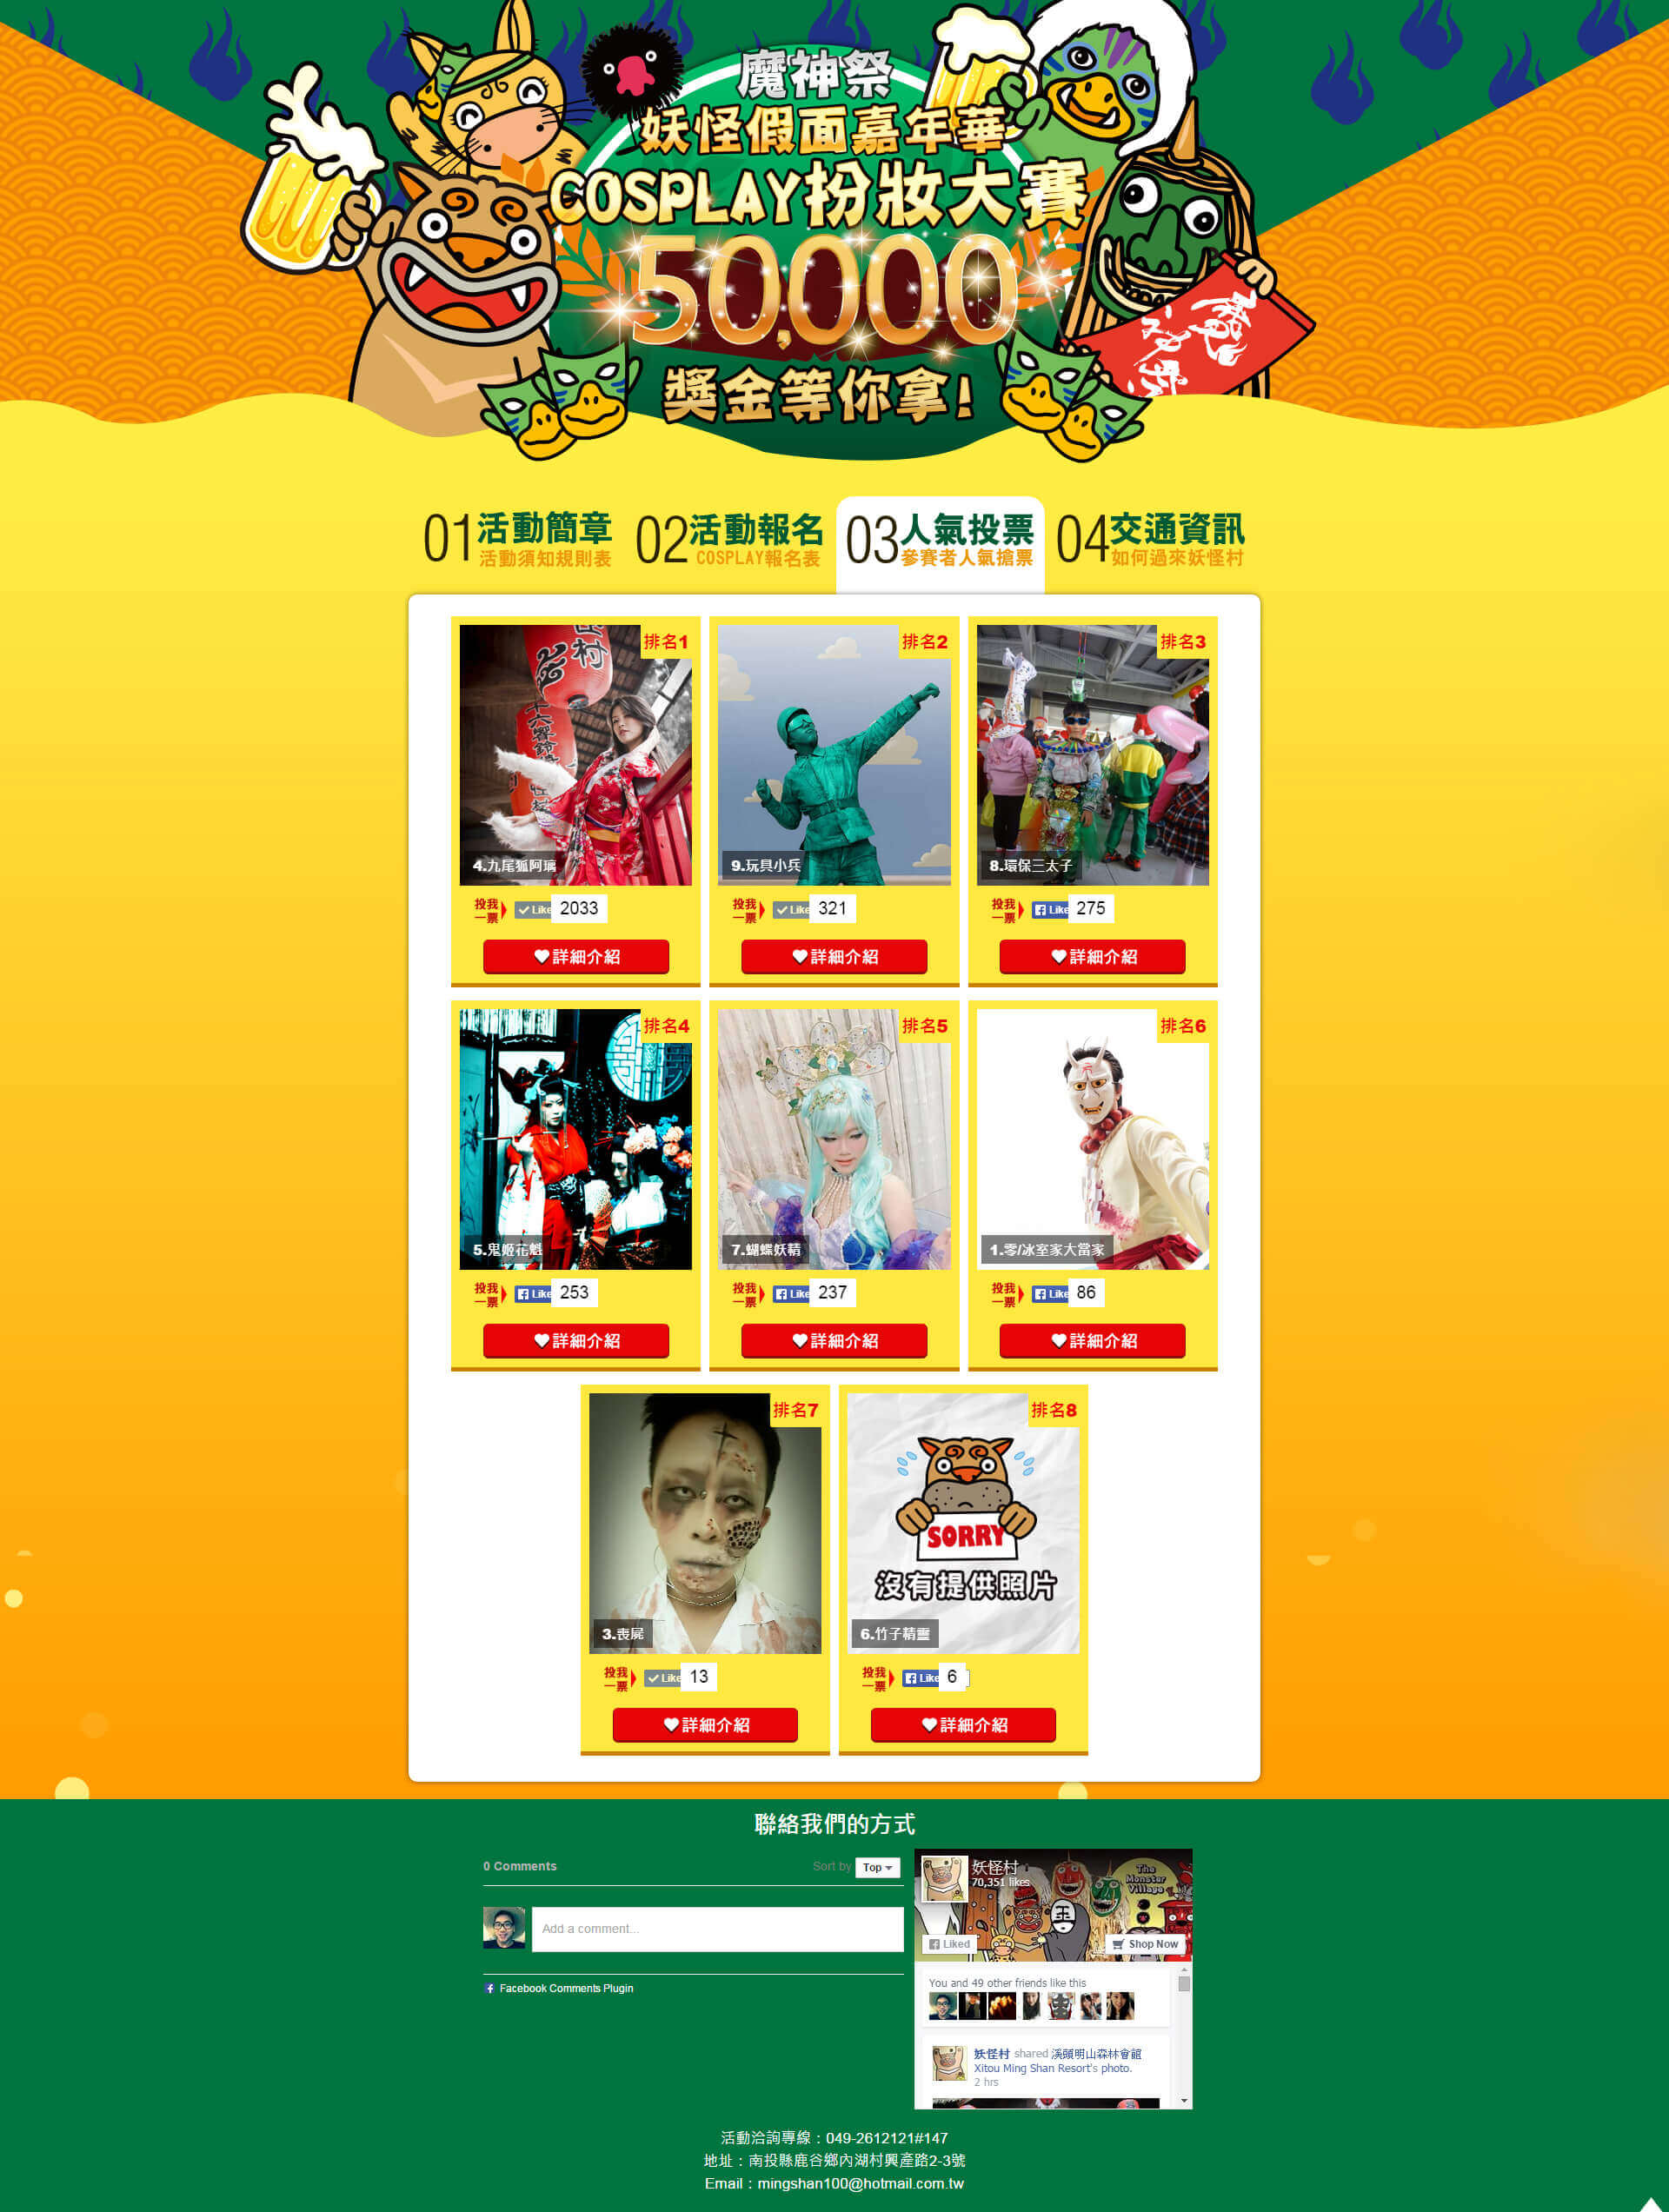 魔神祭
妖怪假面嘉年華
COSPLAY扮妝大賽
50,000
獎金等你拿!
01 活動簡章
活動須知規則表
02 活動報名
COSPLAY報名表
03 人氣投票
參賽者人氣搶票
04 交通資訊
如何過來妖怪村
排名1
4.九尾狐阿璃
投我一票
Like 2033
詳細介紹
排名2
9.玩具小兵
投我一票
Like 321
詳細介紹
排名3
8.環保三太子
投我一票
Like 275
詳細介紹
排名4
5.鬼姬花魁
投我一票
Like 253
詳細介紹
排名5
7.蝴蝶妖精
投我一票
Like 237
詳細介紹
排名6
1.零/冰室家大當家
投我一票
Like 86
詳細介紹
排名7
3.喪屍
投我一票
Like 13
詳細介紹
排名8
SORRY
沒有提供照片
6.竹子精靈
投我一票
Like 6
詳細介紹
聯絡我們的方式
0 Comments
Sort by Top
Add a comment...
Facebook Comments Plugin
妖怪村
70,351 likes
The Monster Village
Liked
Shop Now
You and 49 other friends like this
妖怪村 shared 溪頭明山森林會館
Xitou Ming Shan Resort's photo.
2 hrs
活動洽詢專線：049-2612121#147
地址：南投縣鹿谷鄉內湖村興產路2-3號
Email：mingshan100@hotmail.com.tw